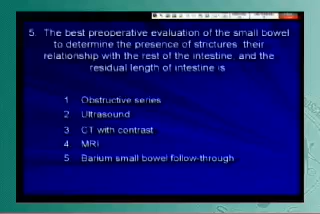 5. The best preoperative evaluation of the small bowel
to determine the presence of strictures, their
relationship with the rest of the intestine, and the
residual length of intestine is
1 Obstructive series
2 Ultrasound
3 CT with contrast
4 MRI
5 Barium small bowel follow-through